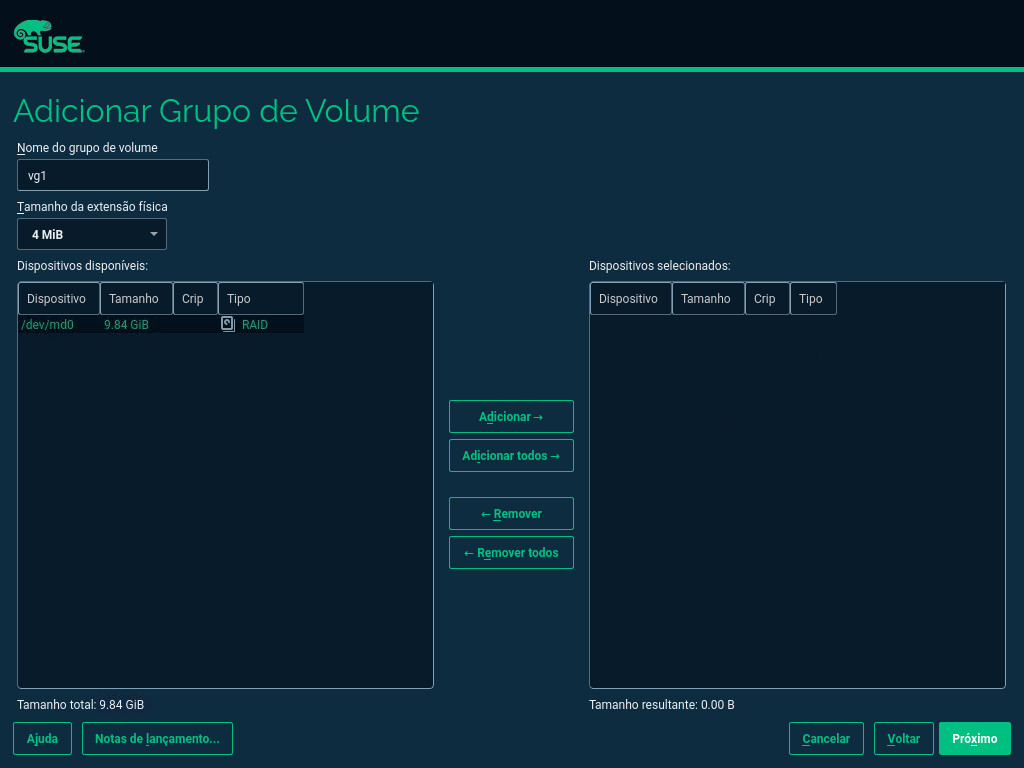 SUSE
Adicionar Grupo de Volume
Nome do grupo de volume
vg1
Tamanho da extensão física
4 MiB
Dispositivos disponíveis:
Dispositivo Tamanho Crip Tipo
/dev/md0 9.84 GiB RAID
Tamanho total: 9.84 GiB
Adicionar →
Adicionar todos →
← Remover
← Remover todos
Dispositivos selecionados:
Dispositivo Tamanho Crip Tipo
Tamanho resultante: 0.00 B
Ajuda Notas de lançamento... Cancelar Voltar Próximo